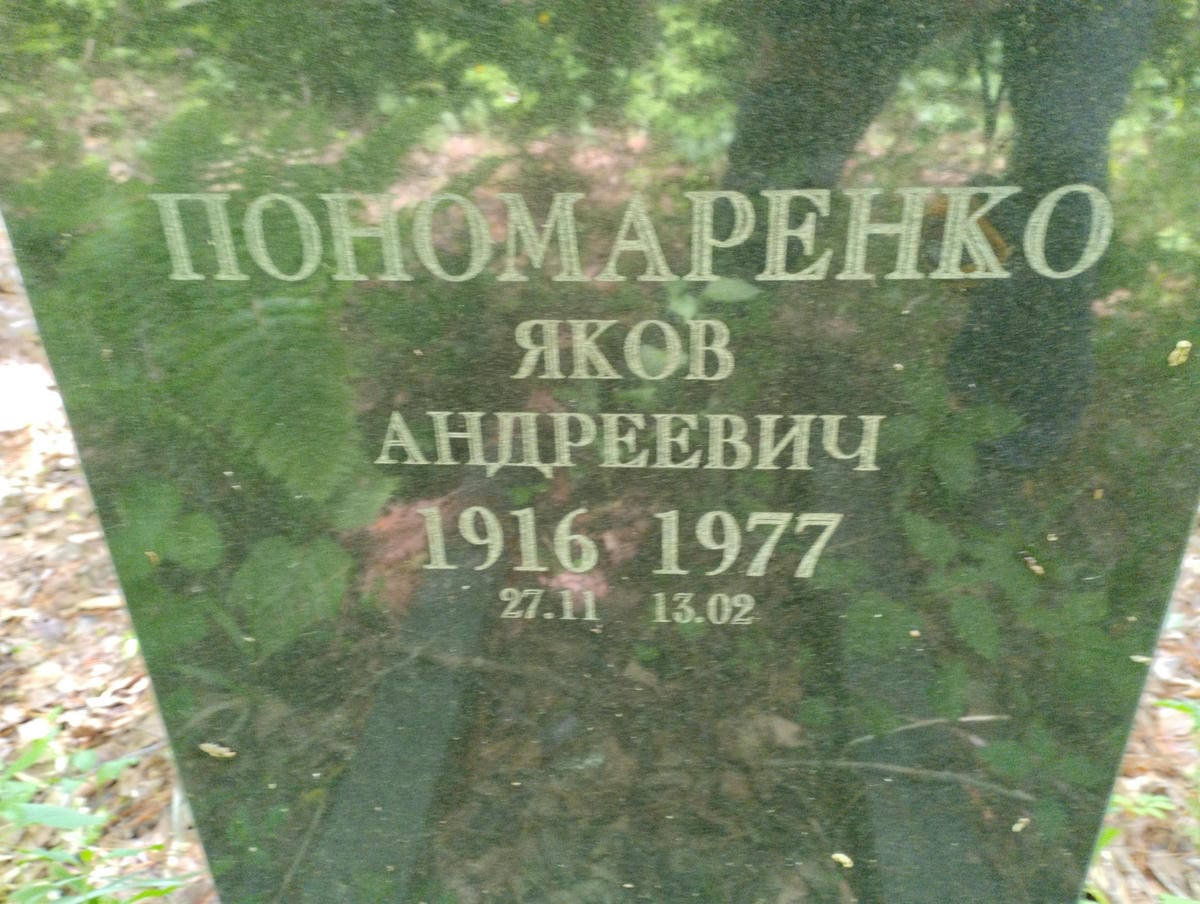 ПОНОМАРЕНКО
ЯКОВ
АНДРЕЕВИЧ
1916 1977
27.11 13.02